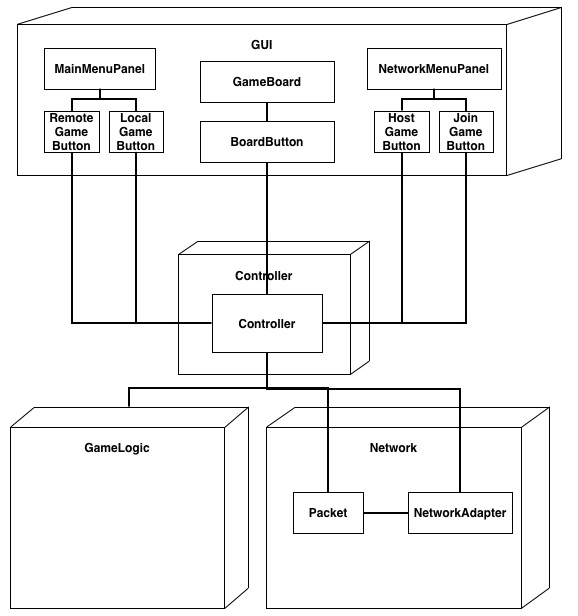 GUI
MainMenuPanel
GameBoard
NetworkMenuPanel
Remote
Game
Button
Local
Game
Button
BoardButton
Host
Game
Button
Join
Game
Button
Controller
Controller
GameLogic
Network
Packet
NetworkAdapter